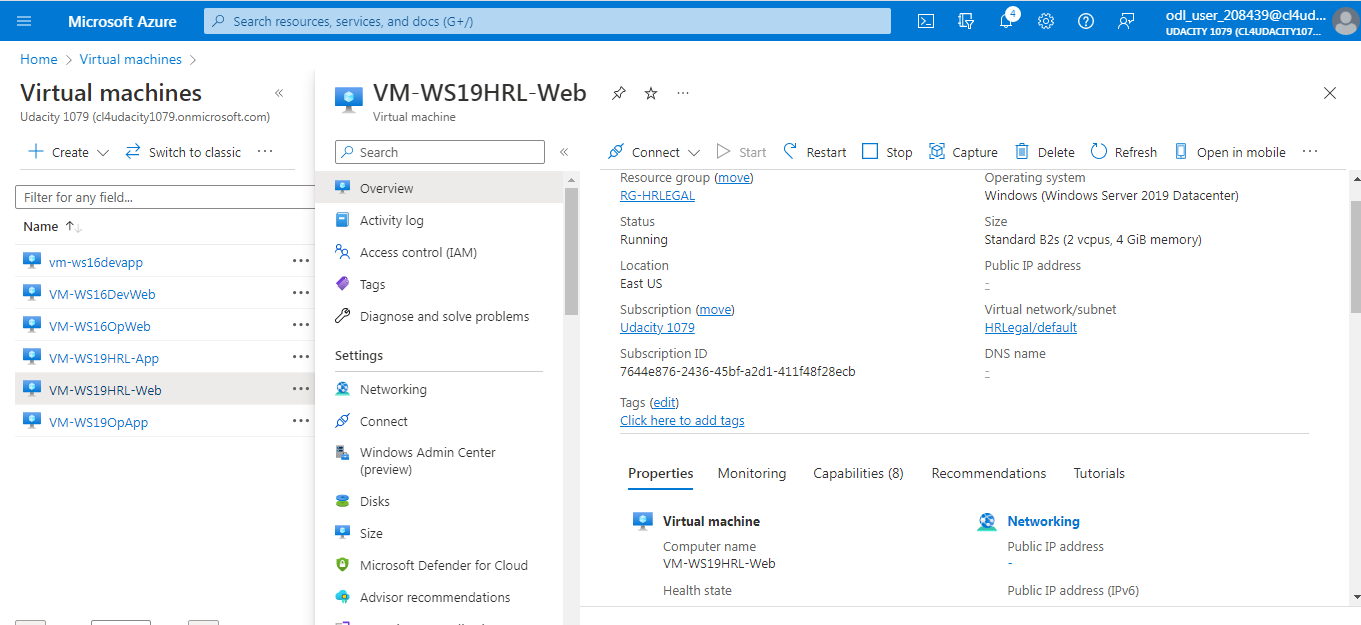 Microsoft Azure
Search resources, services, and docs (G+/)
4
odl_user_208439@cl4ud...
UDACITY 1079 (CL4UDACITY107...
Home > Virtual machines >
Virtual machines
«
Udacity 1079 (cl4udacity1079.onmicrosoft.com)
+ Create
Switch to classic
...
Filter for any field...
Name ↑↓
vm-ws16devapp
...
VM-WS16DevWeb
...
VM-WS16OpWeb
...
VM-WS19HRL-App
...
VM-WS19HRL-Web
...
VM-WS19OpApp
...
VM-WS19HRL-Web
...
Virtual machine
Search
«
Overview
Activity log
Access control (IAM)
Tags
Diagnose and solve problems
Settings
Networking
Connect
Windows Admin Center
(preview)
Disks
Size
Microsoft Defender for Cloud
Advisor recommendations
Connect
Start
Restart
Stop
Capture
Delete
Refresh
Open in mobile
...
Resource group (move)
RG-HRLEGAL
Status
Running
Location
East US
Subscription (move)
Udacity 1079
Subscription ID
7644e876-2436-45bf-a2d1-411f48f28ecb
Tags (edit)
Click here to add tags
Operating system
Windows (Windows Server 2019 Datacenter)
Size
Standard B2s (2 vcpus, 4 GiB memory)
Public IP address
-
Virtual network/subnet
HRLegal/default
DNS name
-
Properties
Monitoring
Capabilities (8)
Recommendations
Tutorials
Virtual machine
Computer name
VM-WS19HRL-Web
Health state
Networking
Public IP address
-
Public IP address (IPv6)